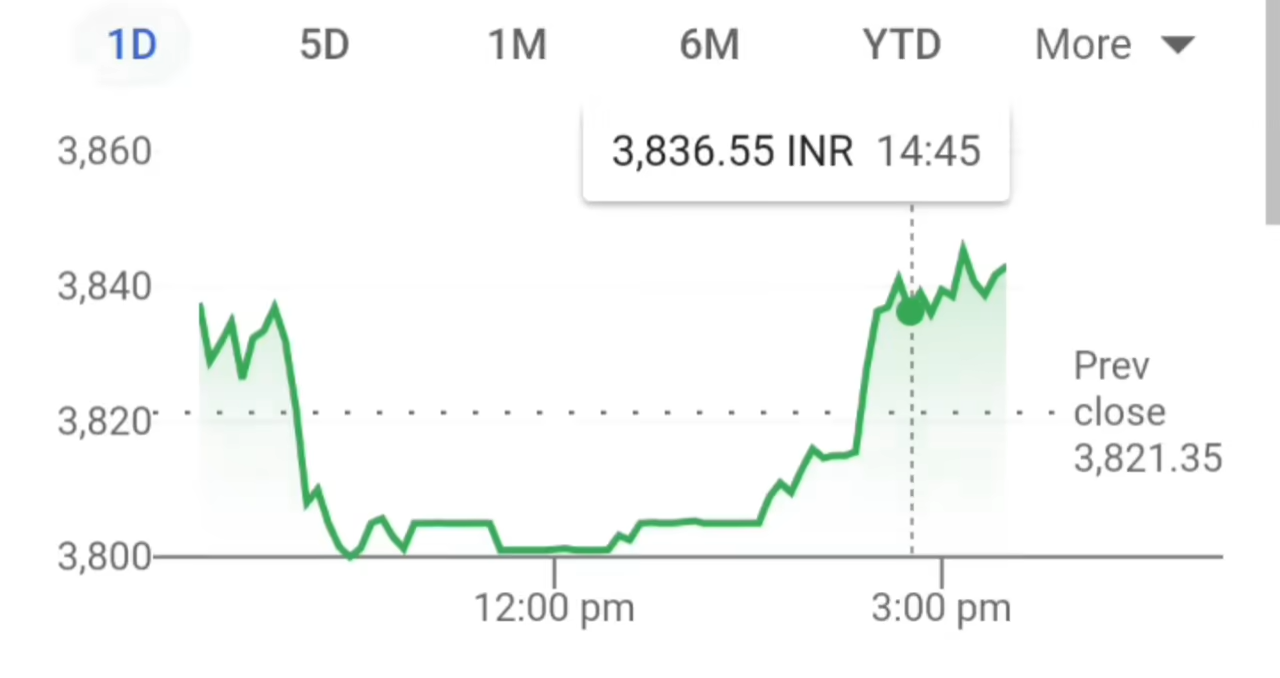 1D 5D 1M 6M YTD More
3,836.55 INR 14:45
3,860
3,840
3,820
3,800
Prev
close
3,821.35
12:00 pm 3:00 pm